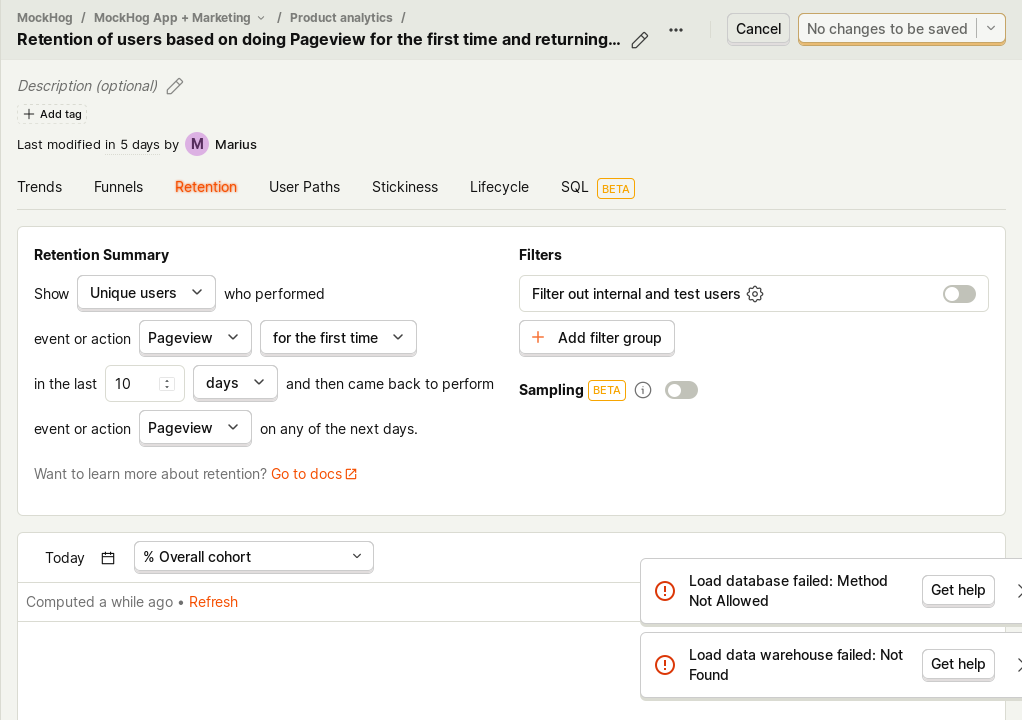 MockHog / MockHog App + Marketing / Product analytics /
Retention of users based on doing Pageview for the first time and returning…
Cancel
No changes to be saved
Description (optional)
Add tag
Last modified in 5 days by M Marius
Trends Funnels Retention User Paths Stickiness Lifecycle SQL BETA
Retention Summary
Show Unique users who performed
event or action Pageview for the first time
in the last 10 days and then came back to perform
event or action Pageview on any of the next days.
Want to learn more about retention? Go to docs
Filters
Filter out internal and test users
Add filter group
Sampling BETA
Today % Overall cohort
Computed a while ago • Refresh
Load database failed: Method
Not Allowed
Get help
Load data warehouse failed: Not
Found
Get help